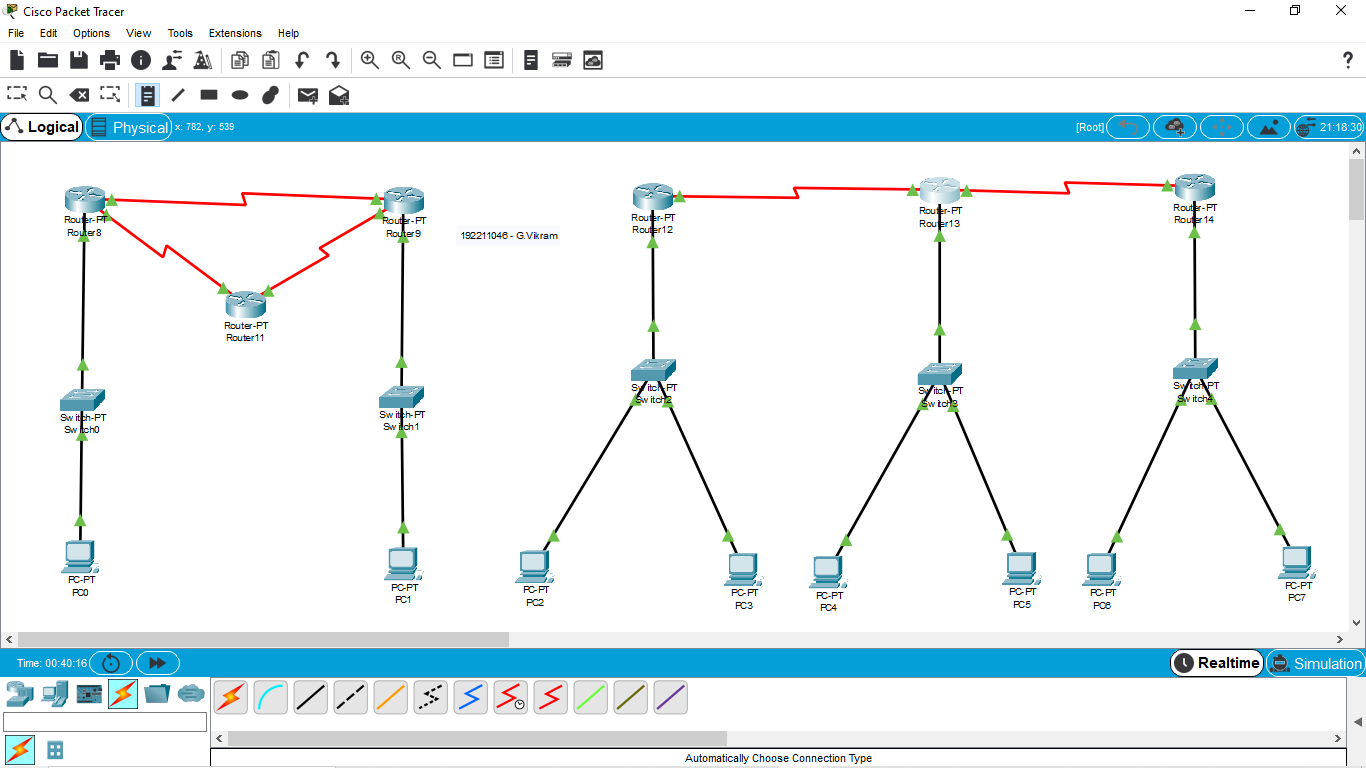 Cisco Packet Tracer
File Edit Options View Tools Extensions Help
?
Logical Physical x: 782, y: 539 [Root] 21:18:30
Router-PT
Router8
Router-PT
Router9
192211046 - G.Vikram
Router-PT
Router11
Router-PT
Router12
Router-PT
Router13
Router-PT
Router14
Switch-PT
Switch0
Switch-PT
Switch1
Switch-PT
Switch2
Switch-PT
Switch3
Switch-PT
Switch4
PC-PT
PC0
PC-PT
PC1
PC-PT
PC2
PC-PT
PC3
PC-PT
PC4
PC-PT
PC5
PC-PT
PC6
PC-PT
PC7
Time: 00:40:16 Realtime Simulation
Automatically Choose Connection Type